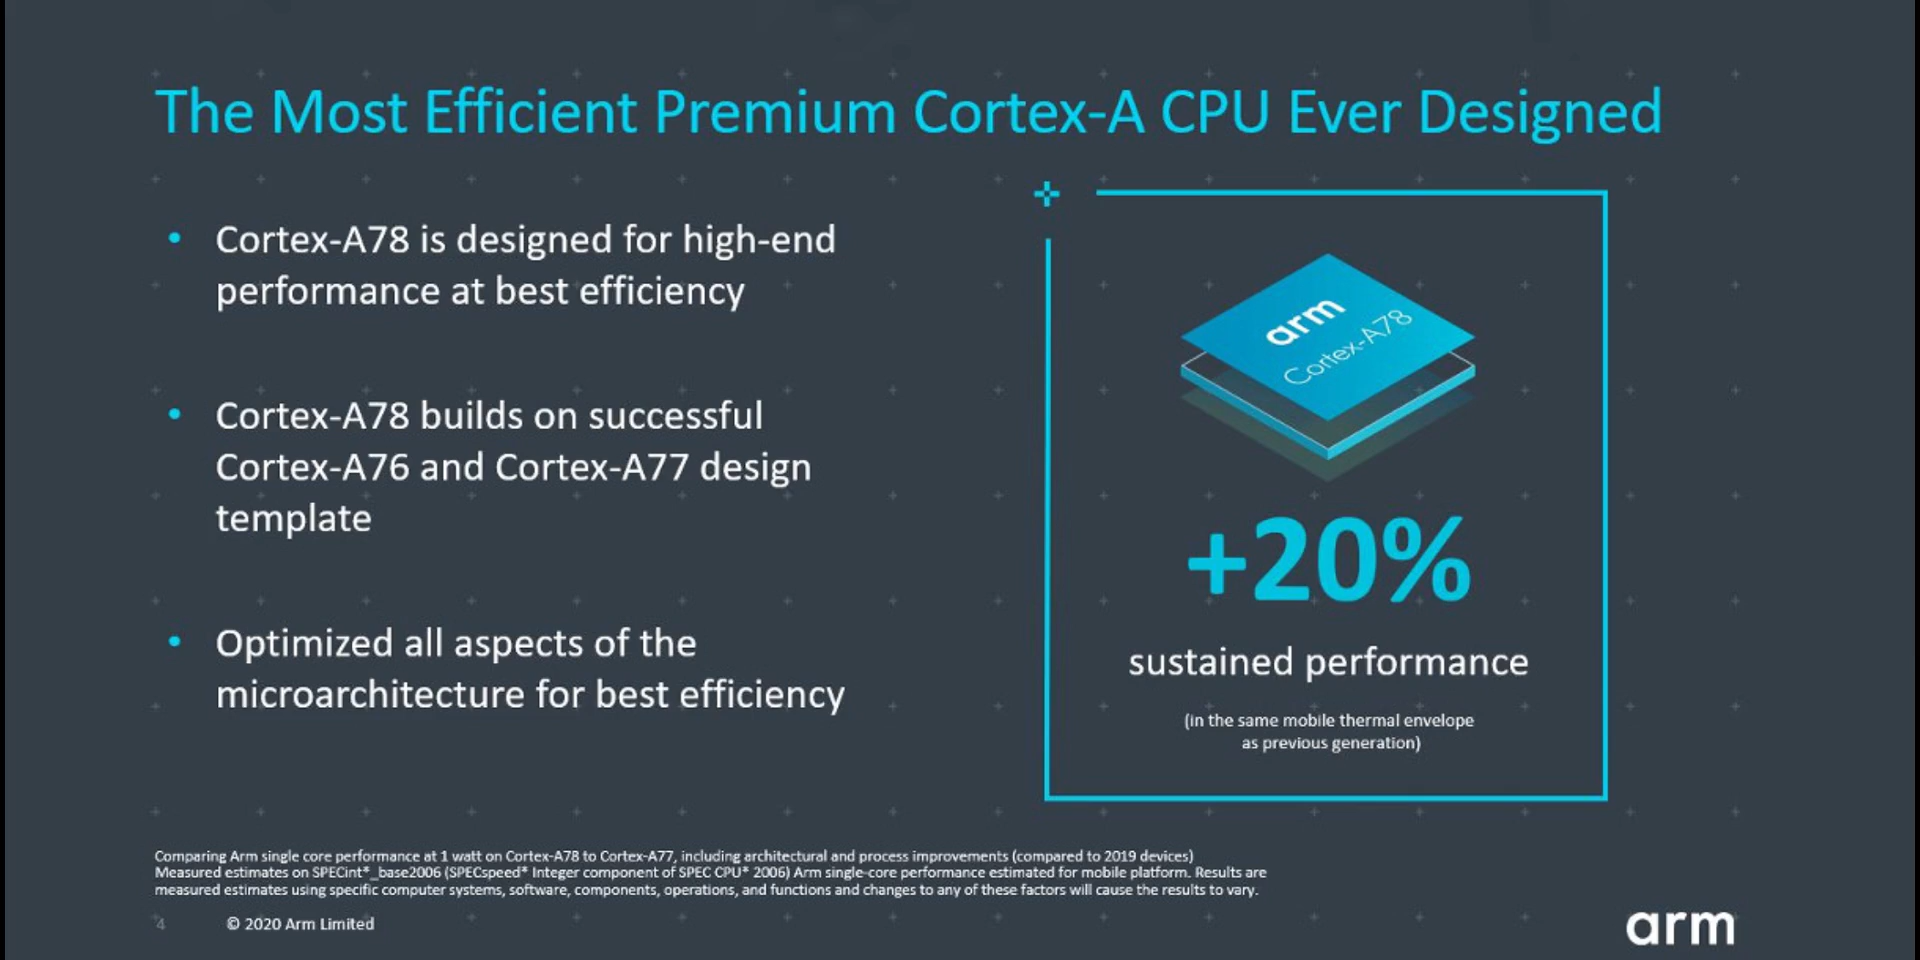 The Most Efficient Premium Cortex-A CPU Ever Designed
• Cortex-A78 is designed for high-end
performance at best efficiency
• Cortex-A78 builds on successful
Cortex-A76 and Cortex-A77 design
template
• Optimized all aspects of the
microarchitecture for best efficiency
arm
Cortex-A78
+20%
sustained performance
(in the same mobile thermal envelope
as previous generation)
Comparing Arm single core performance at 1 watt on Cortex-A78 to Cortex-A77, including architectural and process improvements (compared to 2019 devices)
Measured estimates on SPECint*_base2006 (SPECspeed* Integer component of SPEC CPU* 2006) Arm single-core performance estimated for mobile platform. Results are
measured estimates using specific computer systems, software, components, operations, and functions and changes to any of these factors will cause the results to vary.
4 © 2020 Arm Limited
arm